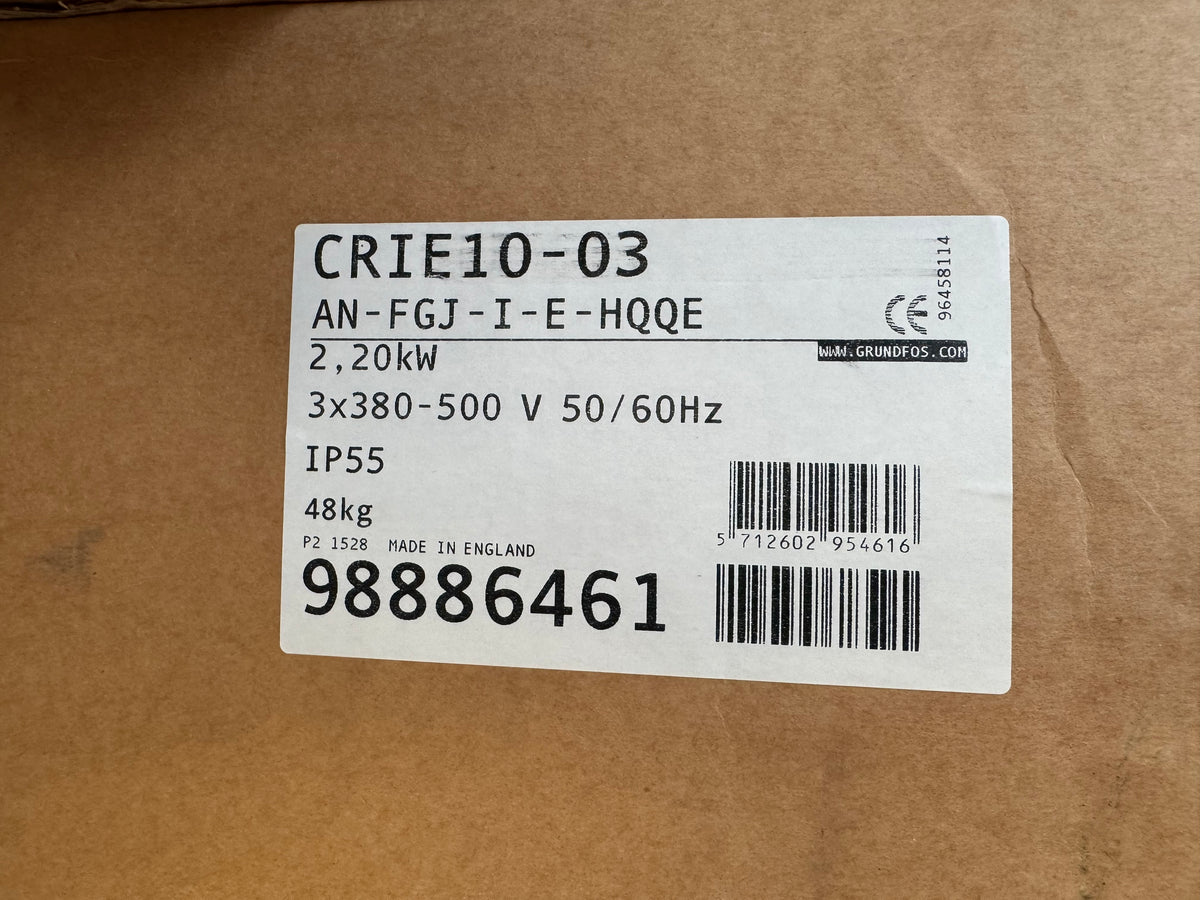 CRIE10-03
AN-FGJ-I-E-HQQE
CE
96458114
WWW.GRUNDFOS.COM
2,20kW
3x380-500 V 50/60Hz
IP55
48kg
P2 1528 MADE IN ENGLAND
98886461
5 712602 954616